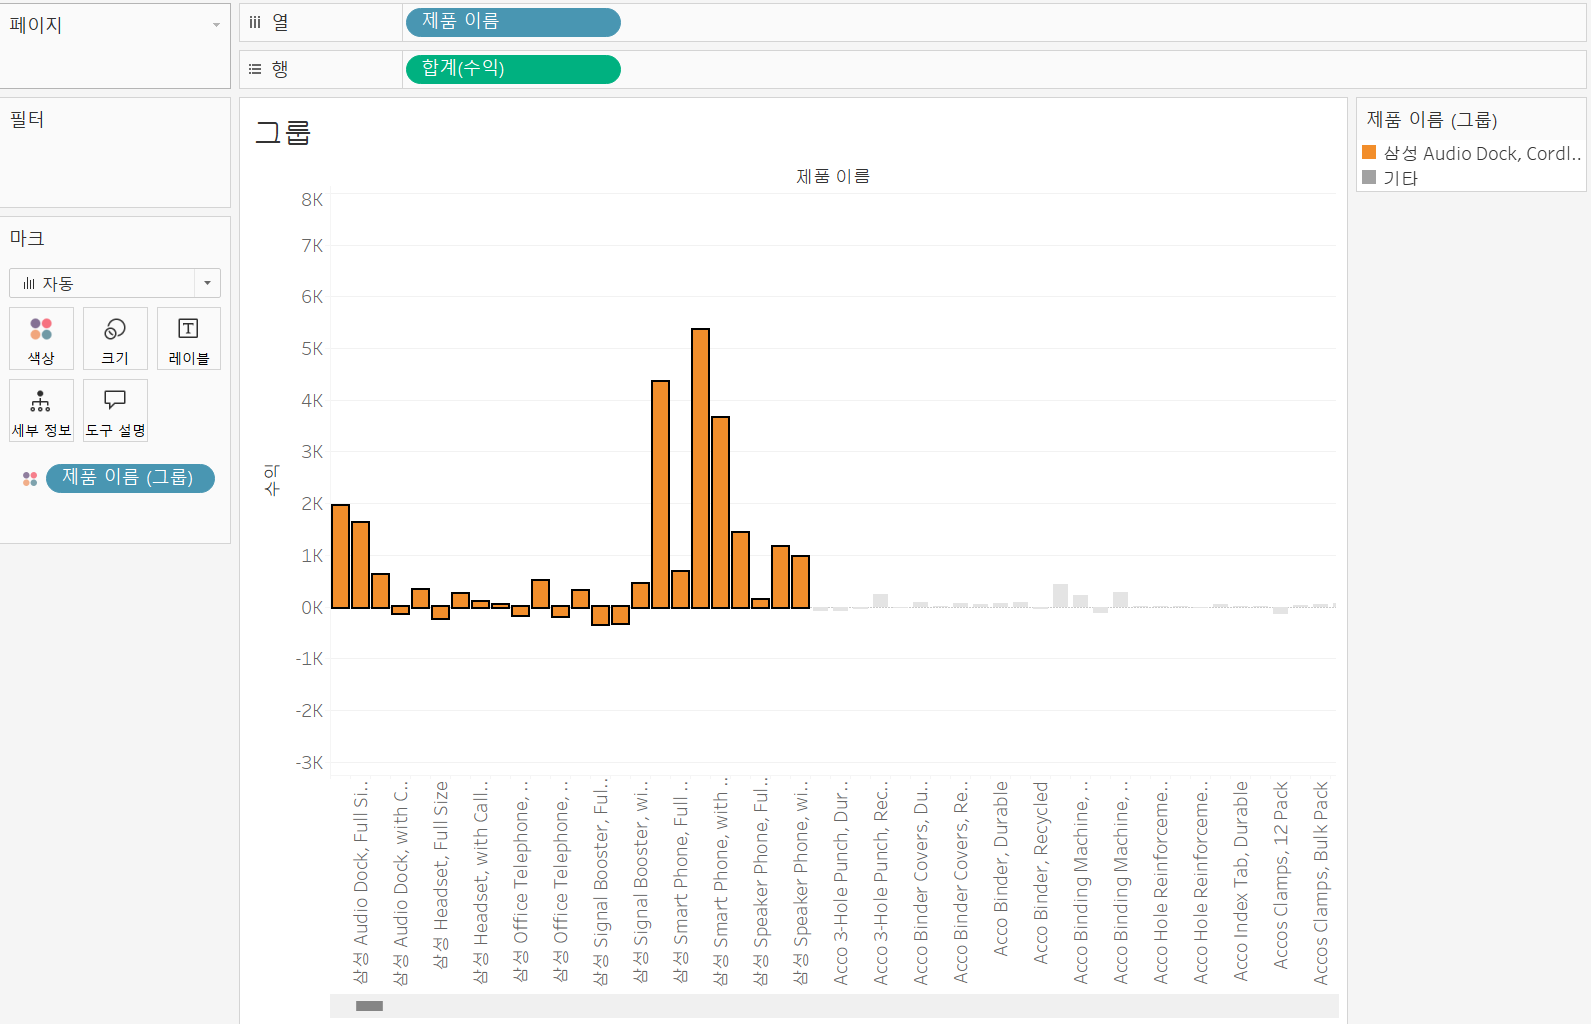 페이지
iii 열 제품 이름
행 합계(수익)
필터
마크
자동
색상 크기 레이블
세부 정보 도구 설명
제품 이름 (그룹)
그룹
제품 이름
8K
7K
6K
5K
4K
3K
2K
1K
0K
-1K
-2K
-3K
수익
삼성 Audio Dock, Full Si..
삼성 Audio Dock, with C..
삼성 Headset, Full Size
삼성 Headset, with Call..
삼성 Office Telephone, ..
삼성 Office Telephone, ..
삼성 Signal Booster, Ful..
삼성 Signal Booster, wi..
삼성 Smart Phone, Full ..
삼성 Smart Phone, with ..
삼성 Speaker Phone, Ful..
삼성 Speaker Phone, wi..
Acco 3-Hole Punch, Dur..
Acco 3-Hole Punch, Rec..
Acco Binder Covers, Du..
Acco Binder Covers, Re..
Acco Binder, Durable
Acco Binder, Recycled
Acco Binding Machine, ..
Acco Binding Machine, ..
Acco Hole Reinforceme..
Acco Hole Reinforceme..
Acco Index Tab, Durable
Accos Clamps, 12 Pack
Accos Clamps, Bulk Pack
제품 이름 (그룹)
삼성 Audio Dock, Cordl..
기타